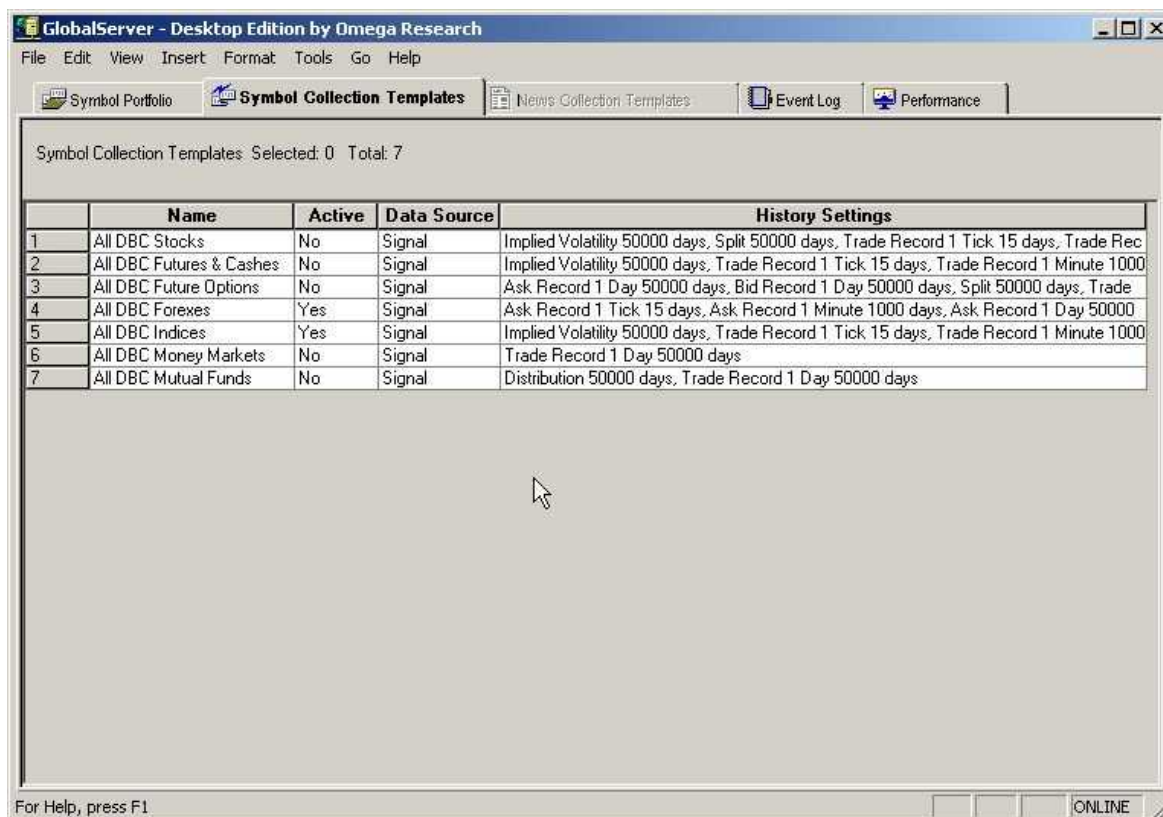 GlobalServer - Desktop Edition by Omega Research
File Edit View Insert Format Tools Go Help
Symbol Portfolio Symbol Collection Templates News Collection Templates Event Log Performance
Symbol Collection Templates Selected: 0 Total: 7
Name Active Data Source History Settings
1 All DBC Stocks No Signal Implied Volatility 50000 days, Split 50000 days, Trade Record 1 Tick 15 days, Trade Rec
2 All DBC Futures & Cashes No Signal Implied Volatility 50000 days, Trade Record 1 Tick 15 days, Trade Record 1 Minute 1000
3 All DBC Future Options No Signal Ask Record 1 Day 50000 days, Bid Record 1 Day 50000 days, Split 50000 days, Trade
4 All DBC Forexes Yes Signal Ask Record 1 Tick 15 days, Ask Record 1 Minute 1000 days, Ask Record 1 Day 50000
5 All DBC Indices Yes Signal Implied Volatility 50000 days, Trade Record 1 Tick 15 days, Trade Record 1 Minute 1000
6 All DBC Money Markets No Signal Trade Record 1 Day 50000 days
7 All DBC Mutual Funds No Signal Distribution 50000 days, Trade Record 1 Day 50000 days
For Help, press F1 ONLINE